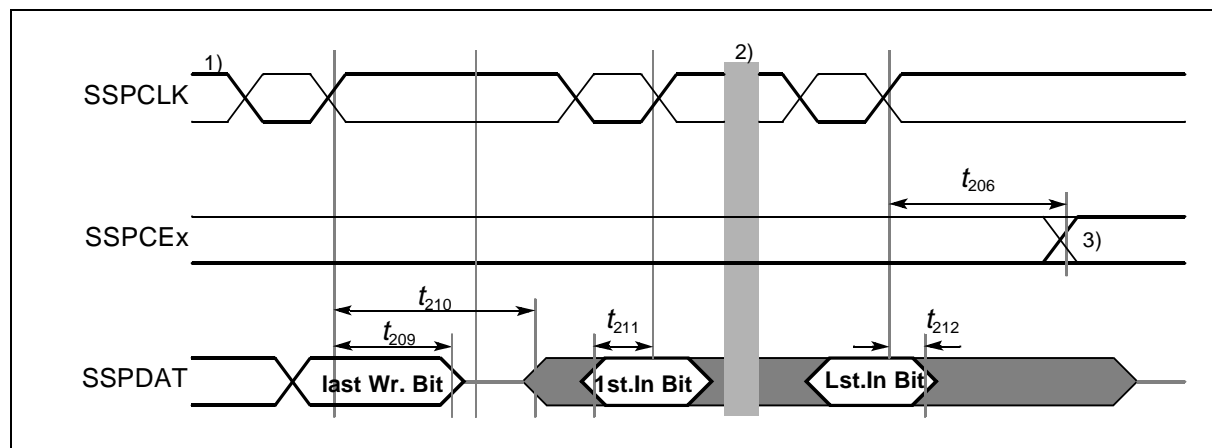 1)
2)
SSPCLK
t206
SSPCEx
3)
t210
t209
t211
t212
SSPDAT
last Wr. Bit
1st.In Bit
Lst.In Bit